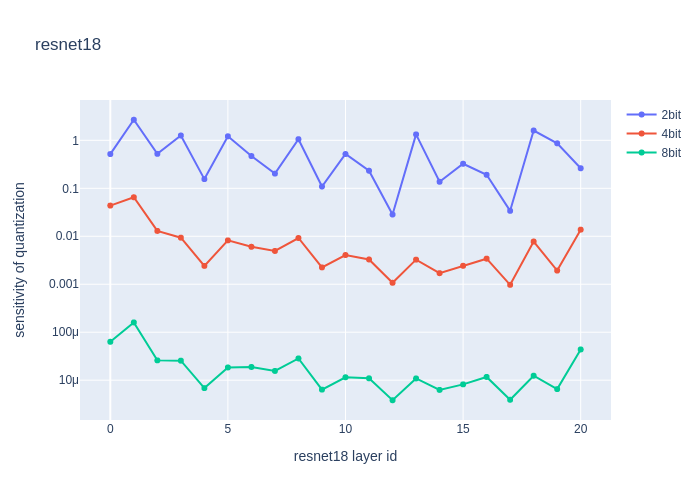 resnet18
2bit
4bit
8bit
sensitivity of quantization
1
0.1
0.01
0.001
100μ
10μ
0 5 10 15 20
resnet18 layer id